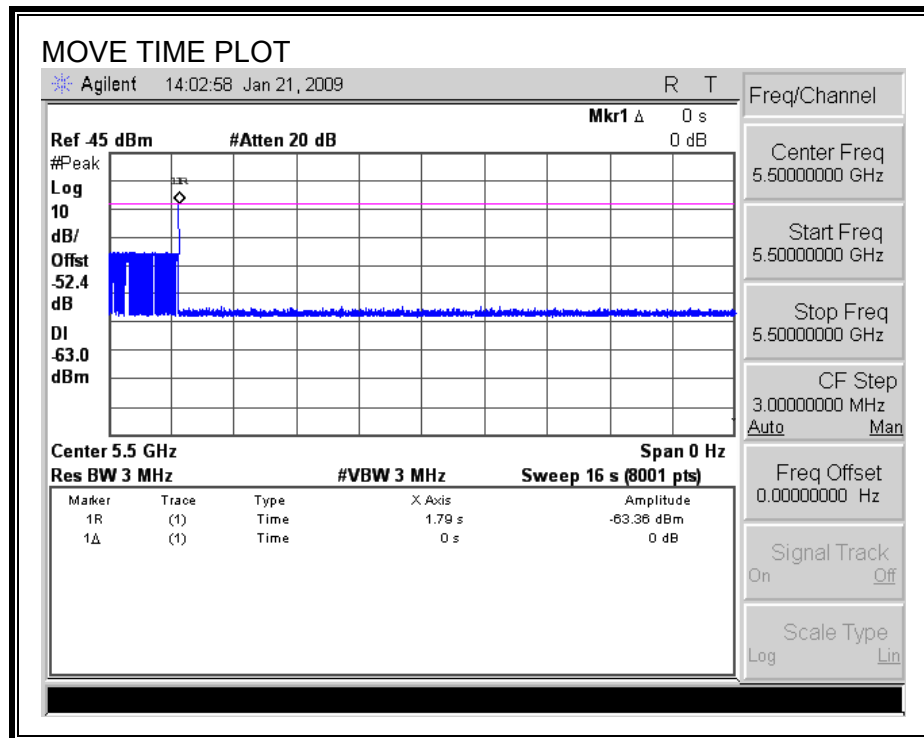 MOVE TIME PLOT
Agilent 14:02:58 Jan 21, 2009 R T
Mkr1 Δ 0 s
Ref -45 dBm #Atten 20 dB 0 dB
#Peak
Log
10
dB/
Offst
-52.4
dB
DI
-63.0
dBm
1R
Center 5.5 GHz Span 0 Hz
Res BW 3 MHz #VBW 3 MHz Sweep 16 s (8001 pts)
Marker Trace Type X Axis Amplitude
1R (1) Time 1.79 s -63.36 dBm
1Δ (1) Time 0 s 0 dB
Freq/Channel
Center Freq
5.50000000 GHz
Start Freq
5.50000000 GHz
Stop Freq
5.50000000 GHz
CF Step
3.00000000 MHz
Auto Man
Freq Offset
0.00000000 Hz
Signal Track
On Off
Scale Type
Log Lin